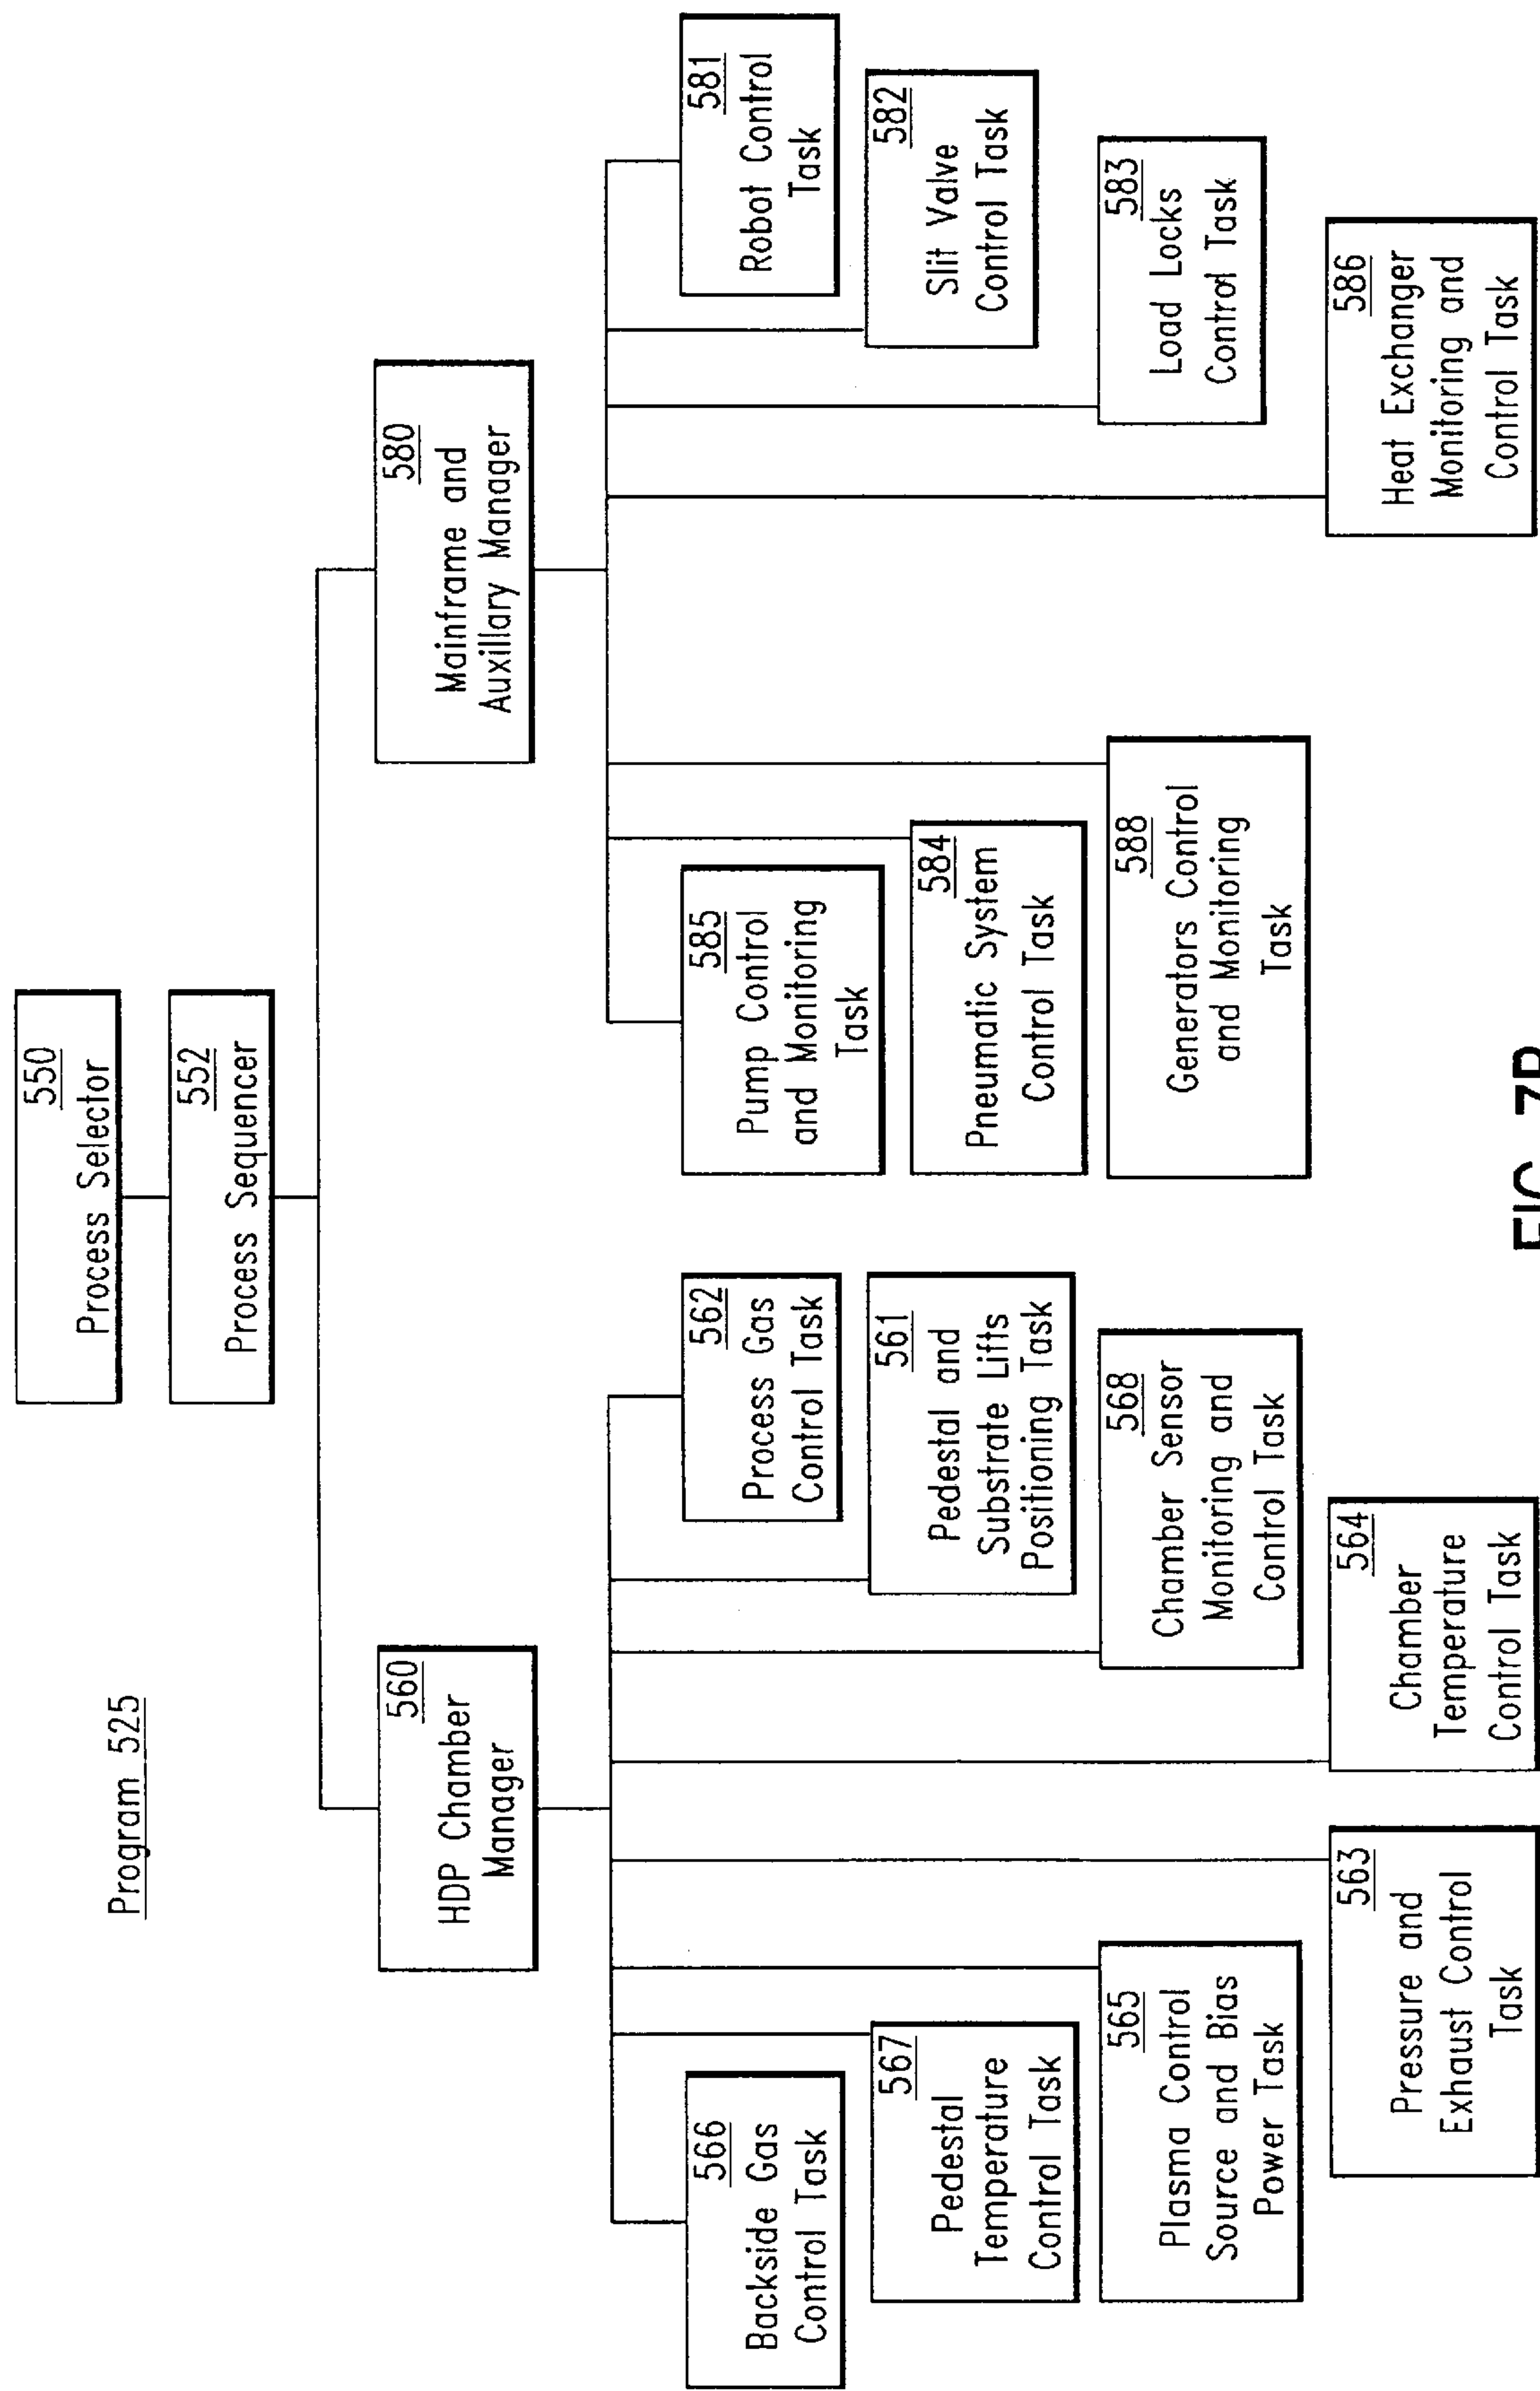 Program 525
550
Process Selector
552
Process Sequencer
560
HDP Chamber
Manager
580
Mainframe and
Auxillary Manager
566
Backside Gas
Control Task
567
Pedestal
Temperature
Control Task
565
Plasma Control
Source and Bias
Power Task
563
Pressure and
Exhaust Control
Task
562
Process Gas
Control Task
561
Pedestal and
Substrate Lifts
Positioning Task
568
Chamber Sensor
Monitoring and
Control Task
564
Chamber
Temperature
Control Task
585
Pump Control
and Monitoring
Task
584
Pneumatic System
Control Task
588
Generators Control
and Monitoring
Task
581
Robot Control
Task
582
Slit Valve
Control Task
583
Load Locks
Control Task
586
Heat Exchanger
Monitoring and
Control Task